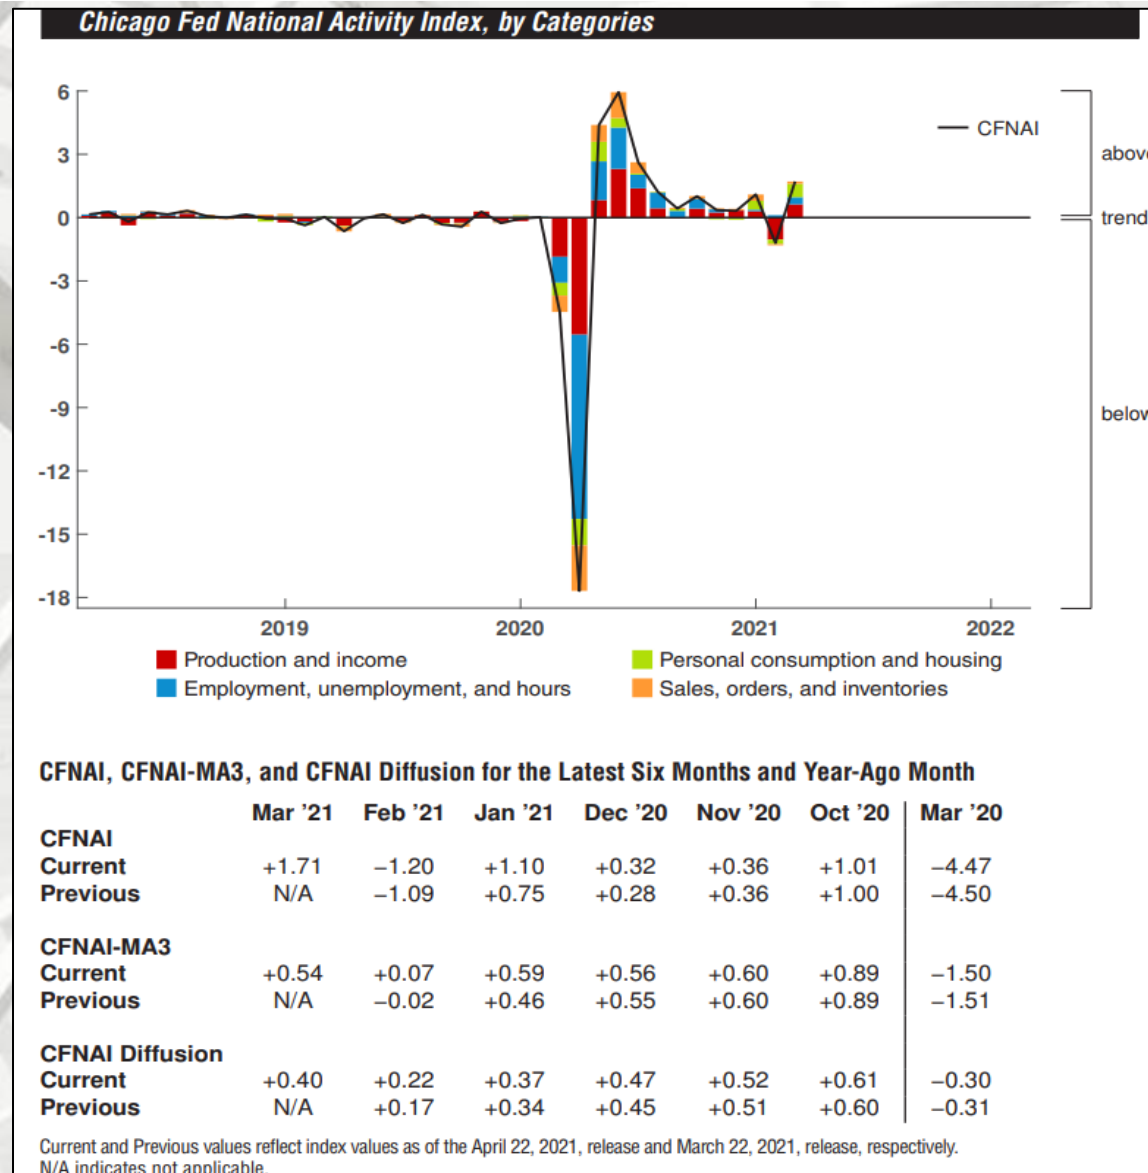 Chicago Fed National Activity Index, by Categories
6
CFNAI
3
above
0
trend
-3
-6
-9
below
-12
-15
-18
2019 2020 2021 2022
Production and income Personal consumption and housing
Employment, unemployment, and hours Sales, orders, and inventories
CFNAI, CFNAI-MA3, and CFNAI Diffusion for the Latest Six Months and Year-Ago Month
Mar ’21 Feb ’21 Jan ’21 Dec ’20 Nov ’20 Oct ’20 Mar ’20
CFNAI
Current +1.71 −1.20 +1.10 +0.32 +0.36 +1.01 −4.47
Previous N/A −1.09 +0.75 +0.28 +0.36 +1.00 −4.50
CFNAI-MA3
Current +0.54 +0.07 +0.59 +0.56 +0.60 +0.89 −1.50
Previous N/A −0.02 +0.46 +0.55 +0.60 +0.89 −1.51
CFNAI Diffusion
Current +0.40 +0.22 +0.37 +0.47 +0.52 +0.61 −0.30
Previous N/A +0.17 +0.34 +0.45 +0.51 +0.60 −0.31
Current and Previous values reflect index values as of the April 22, 2021, release and March 22, 2021, release, respectively.
N/A indicates not applicable.